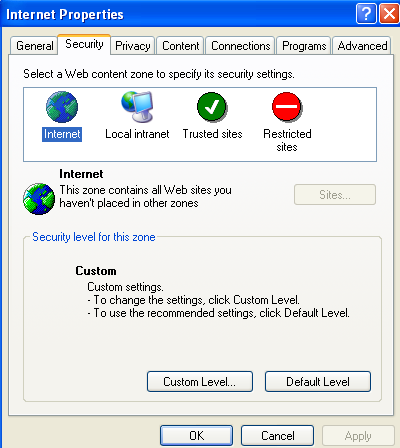 Internet Properties
General Security Privacy Content Connections Programs Advanced
Select a Web content zone to specify its security settings.
Internet Local intranet Trusted sites Restricted sites
Internet
This zone contains all Web sites you
haven't placed in other zones
Sites...
Security level for this zone
Custom
Custom settings.
- To change the settings, click Custom Level.
- To use the recommended settings, click Default Level.
Custom Level... Default Level
OK Cancel Apply